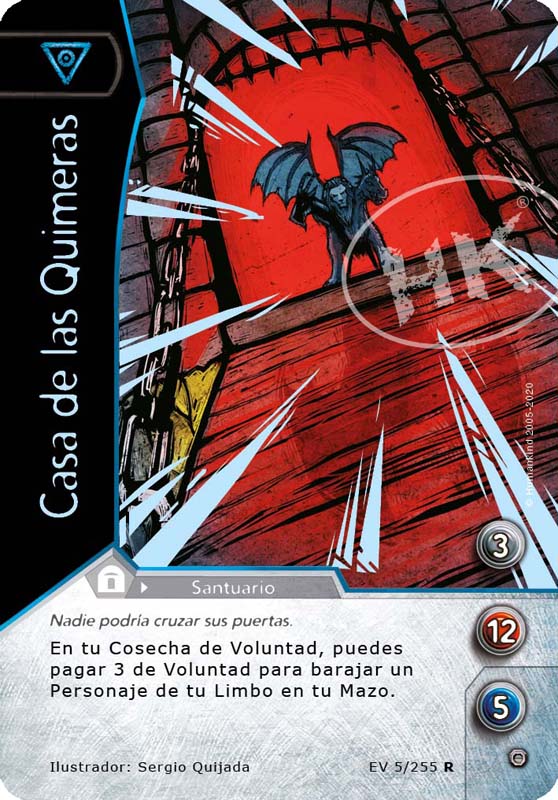 Casa de las Quimeras
HK
®
© Humankind 2005-2020
3
Santuario
Nadie podría cruzar sus puertas.
12
En tu Cosecha de Voluntad, puedes
pagar 3 de Voluntad para barajar un
Personaje de tu Limbo en tu Mazo.
5
Ilustrador: Sergio Quijada
EV 5/255 R